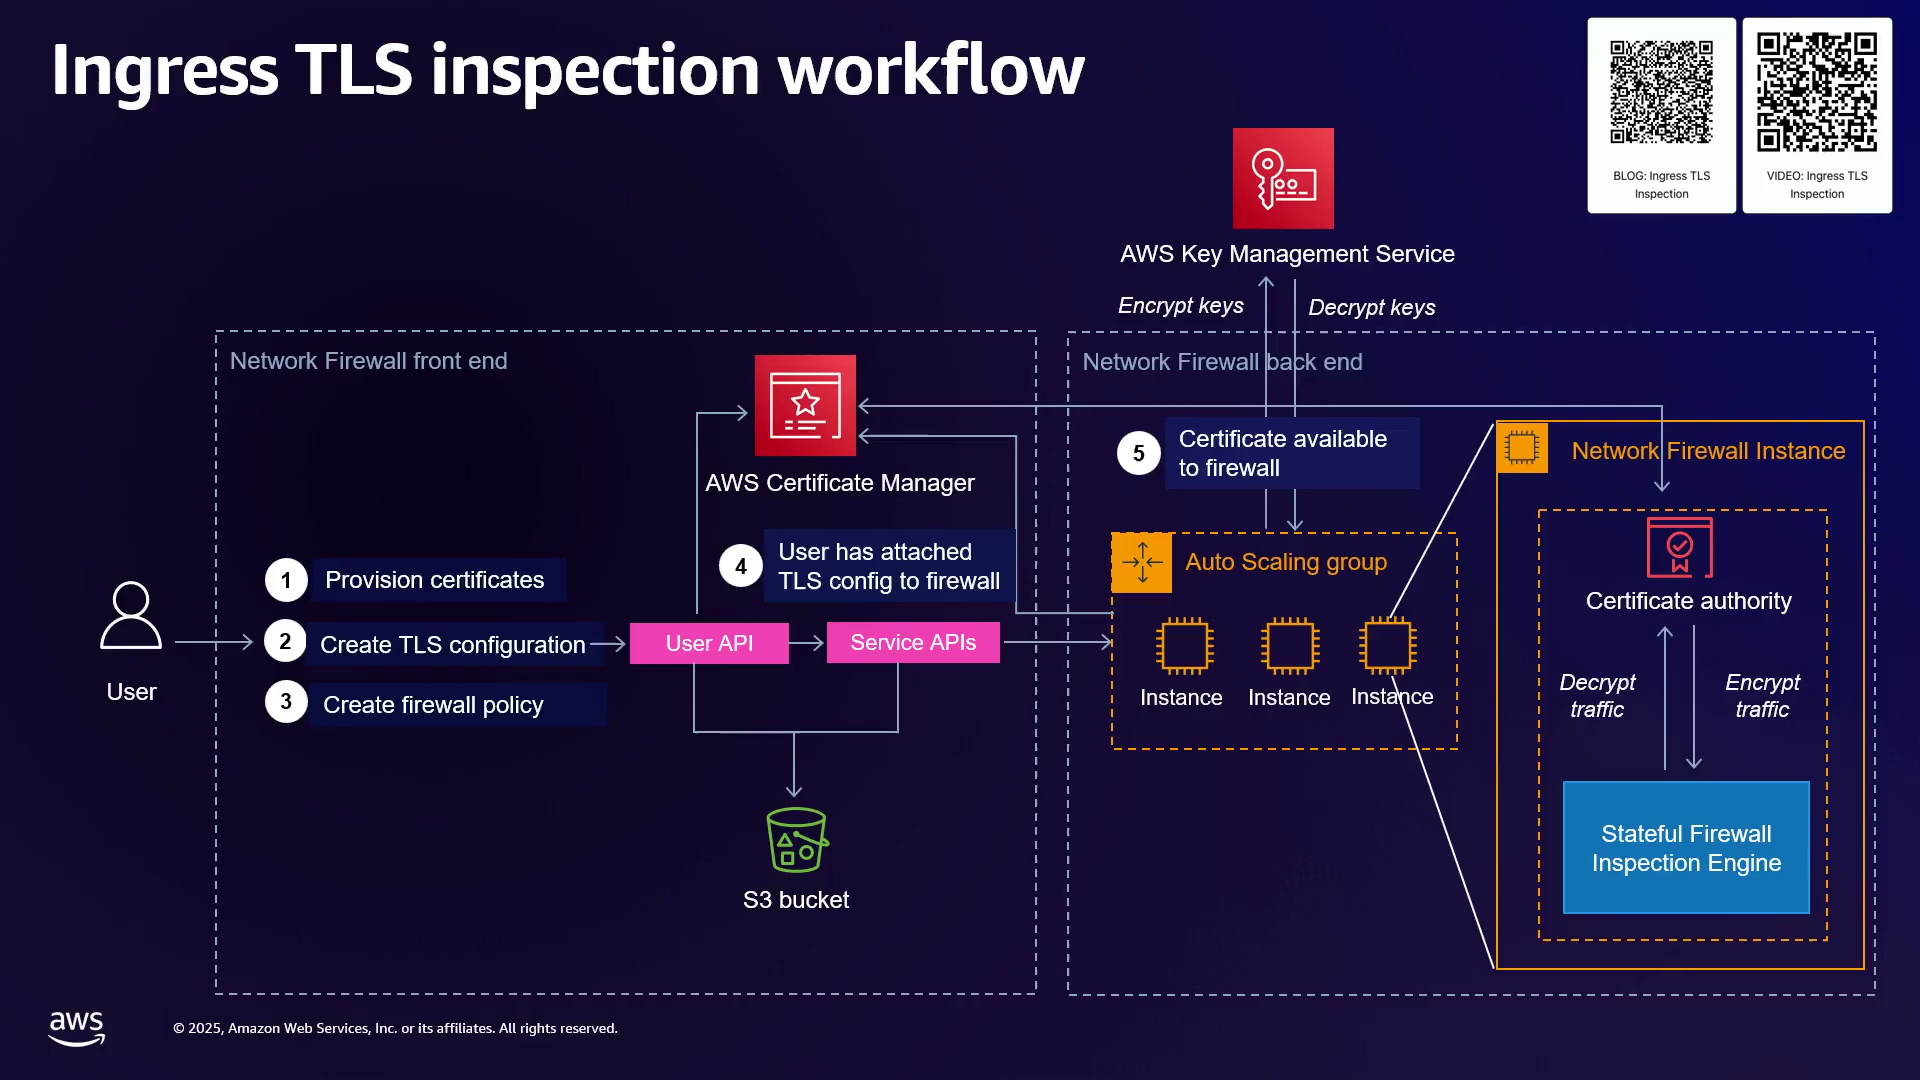 Ingress TLS inspection workflow
BLOG: Ingress TLS
Inspection
VIDEO: Ingress TLS
Inspection
AWS Key Management Service
Encrypt keys
Decrypt keys
Network Firewall front end
AWS Certificate Manager
1
Provision certificates
2
Create TLS configuration
3
Create firewall policy
User
4
User has attached
TLS config to firewall
User API
Service APIs
S3 bucket
Network Firewall back end
5
Certificate available
to firewall
Auto Scaling group
Instance
Instance
Instance
Network Firewall Instance
Certificate authority
Decrypt
traffic
Encrypt
traffic
Stateful Firewall
Inspection Engine
aws
© 2025, Amazon Web Services, Inc. or its affiliates. All rights reserved.